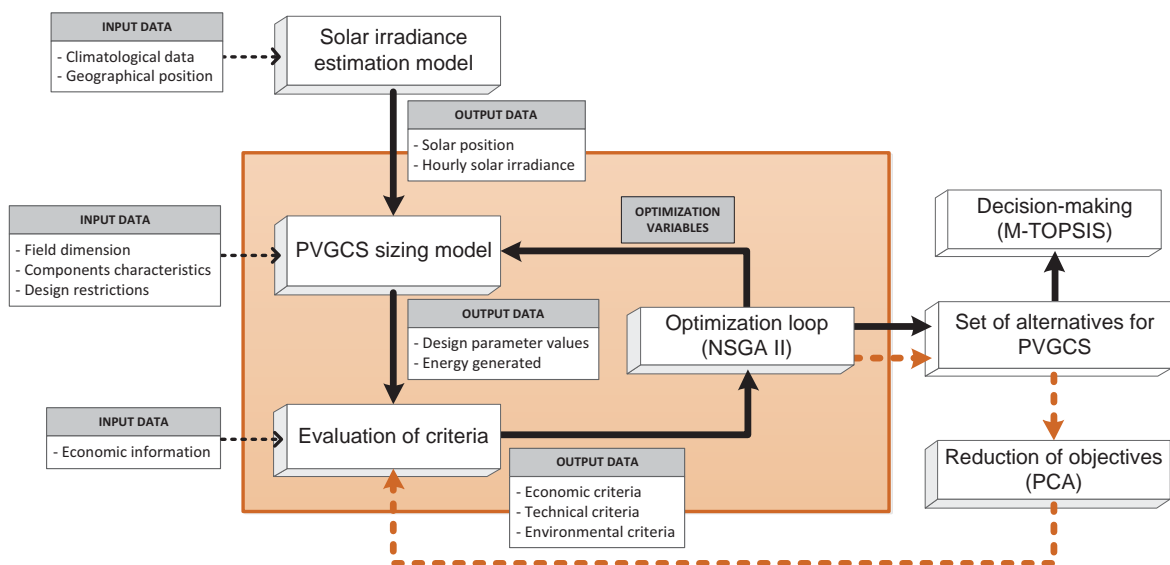 INPUT DATA
- Climatological data
- Geographical position
Solar irradiance
estimation model
OUTPUT DATA
- Solar position
- Hourly solar irradiance
INPUT DATA
- Field dimension
- Components characteristics
- Design restrictions
PVGCS sizing model
OPTIMIZATION
VARIABLES
Decision-making
(M-TOPSIS)
OUTPUT DATA
- Design parameter values
- Energy generated
Optimization loop
(NSGA II)
Set of alternatives for
PVGCS
INPUT DATA
- Economic information
Evaluation of criteria
OUTPUT DATA
- Economic criteria
- Technical criteria
- Environmental criteria
Reduction of objectives
(PCA)